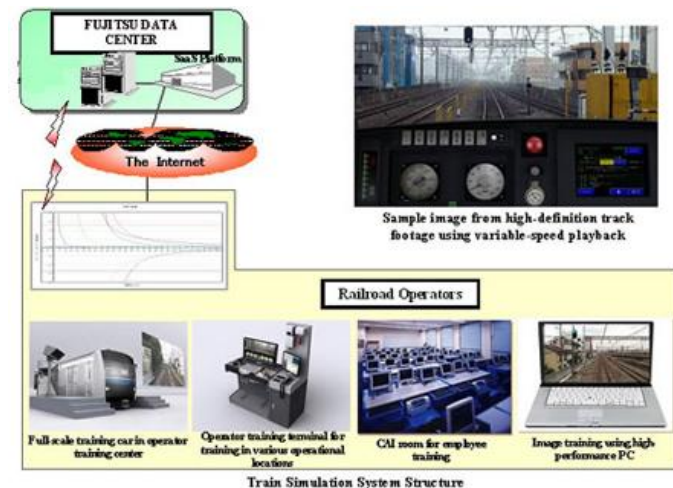 FUJITSU DATA
CENTER
SaaS Platform
The Internet
Sample image from high-definition track
footage using variable-speed playback
Railroad Operators
Full-scale training car in operator
training center
Operator training terminal for
training in various operational
locations
CAI room for employee
training
Image training using high-
performance PC
Train Simulation System Structure